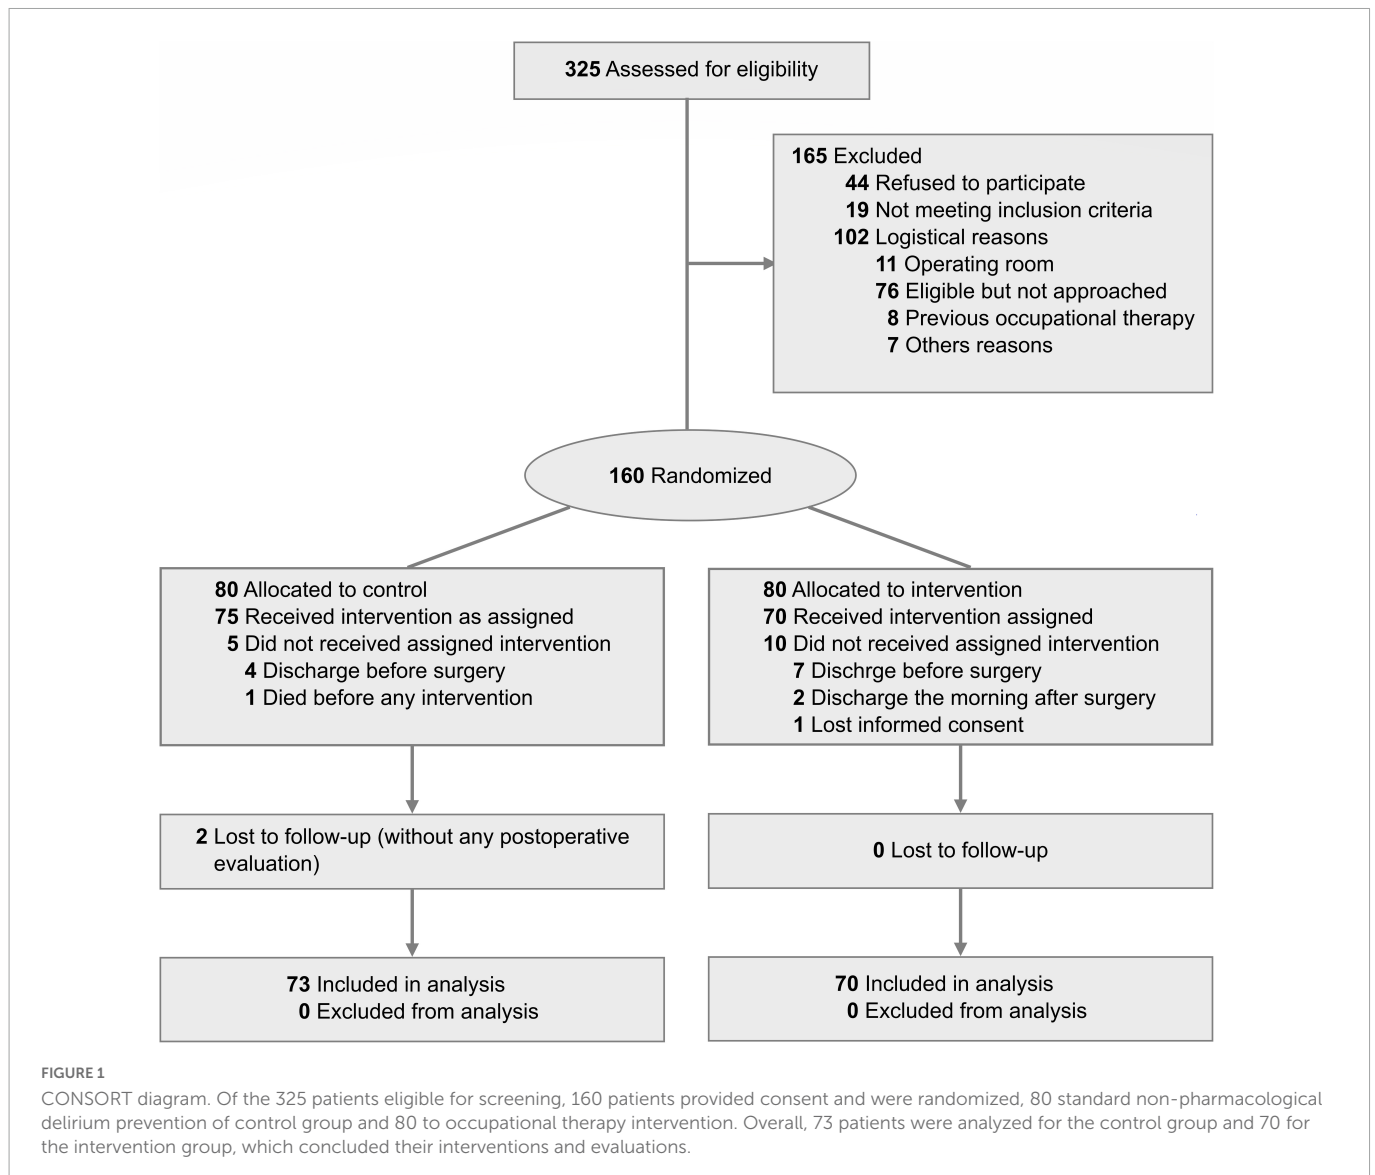 325 Assessed for eligibility
165 Excluded
44 Refused to participate
19 Not meeting inclusion criteria
102 Logistical reasons
11 Operating room
76 Eligible but not approached
8 Previous occupational therapy
7 Others reasons
160 Randomized
80 Allocated to control
75 Received intervention as assigned
5 Did not received assigned intervention
4 Discharge before surgery
1 Died before any intervention
80 Allocated to intervention
70 Received intervention assigned
10 Did not received assigned intervention
7 Dischrge before surgery
2 Discharge the morning after surgery
1 Lost informed consent
2 Lost to follow-up (without any postoperative
evaluation)
0 Lost to follow-up
73 Included in analysis
0 Excluded from analysis
70 Included in analysis
0 Excluded from analysis
FIGURE 1
CONSORT diagram. Of the 325 patients eligible for screening, 160 patients provided consent and were randomized, 80 standard non-pharmacological
delirium prevention of control group and 80 to occupational therapy intervention. Overall, 73 patients were analyzed for the control group and 70 for
the intervention group, which concluded their interventions and evaluations.